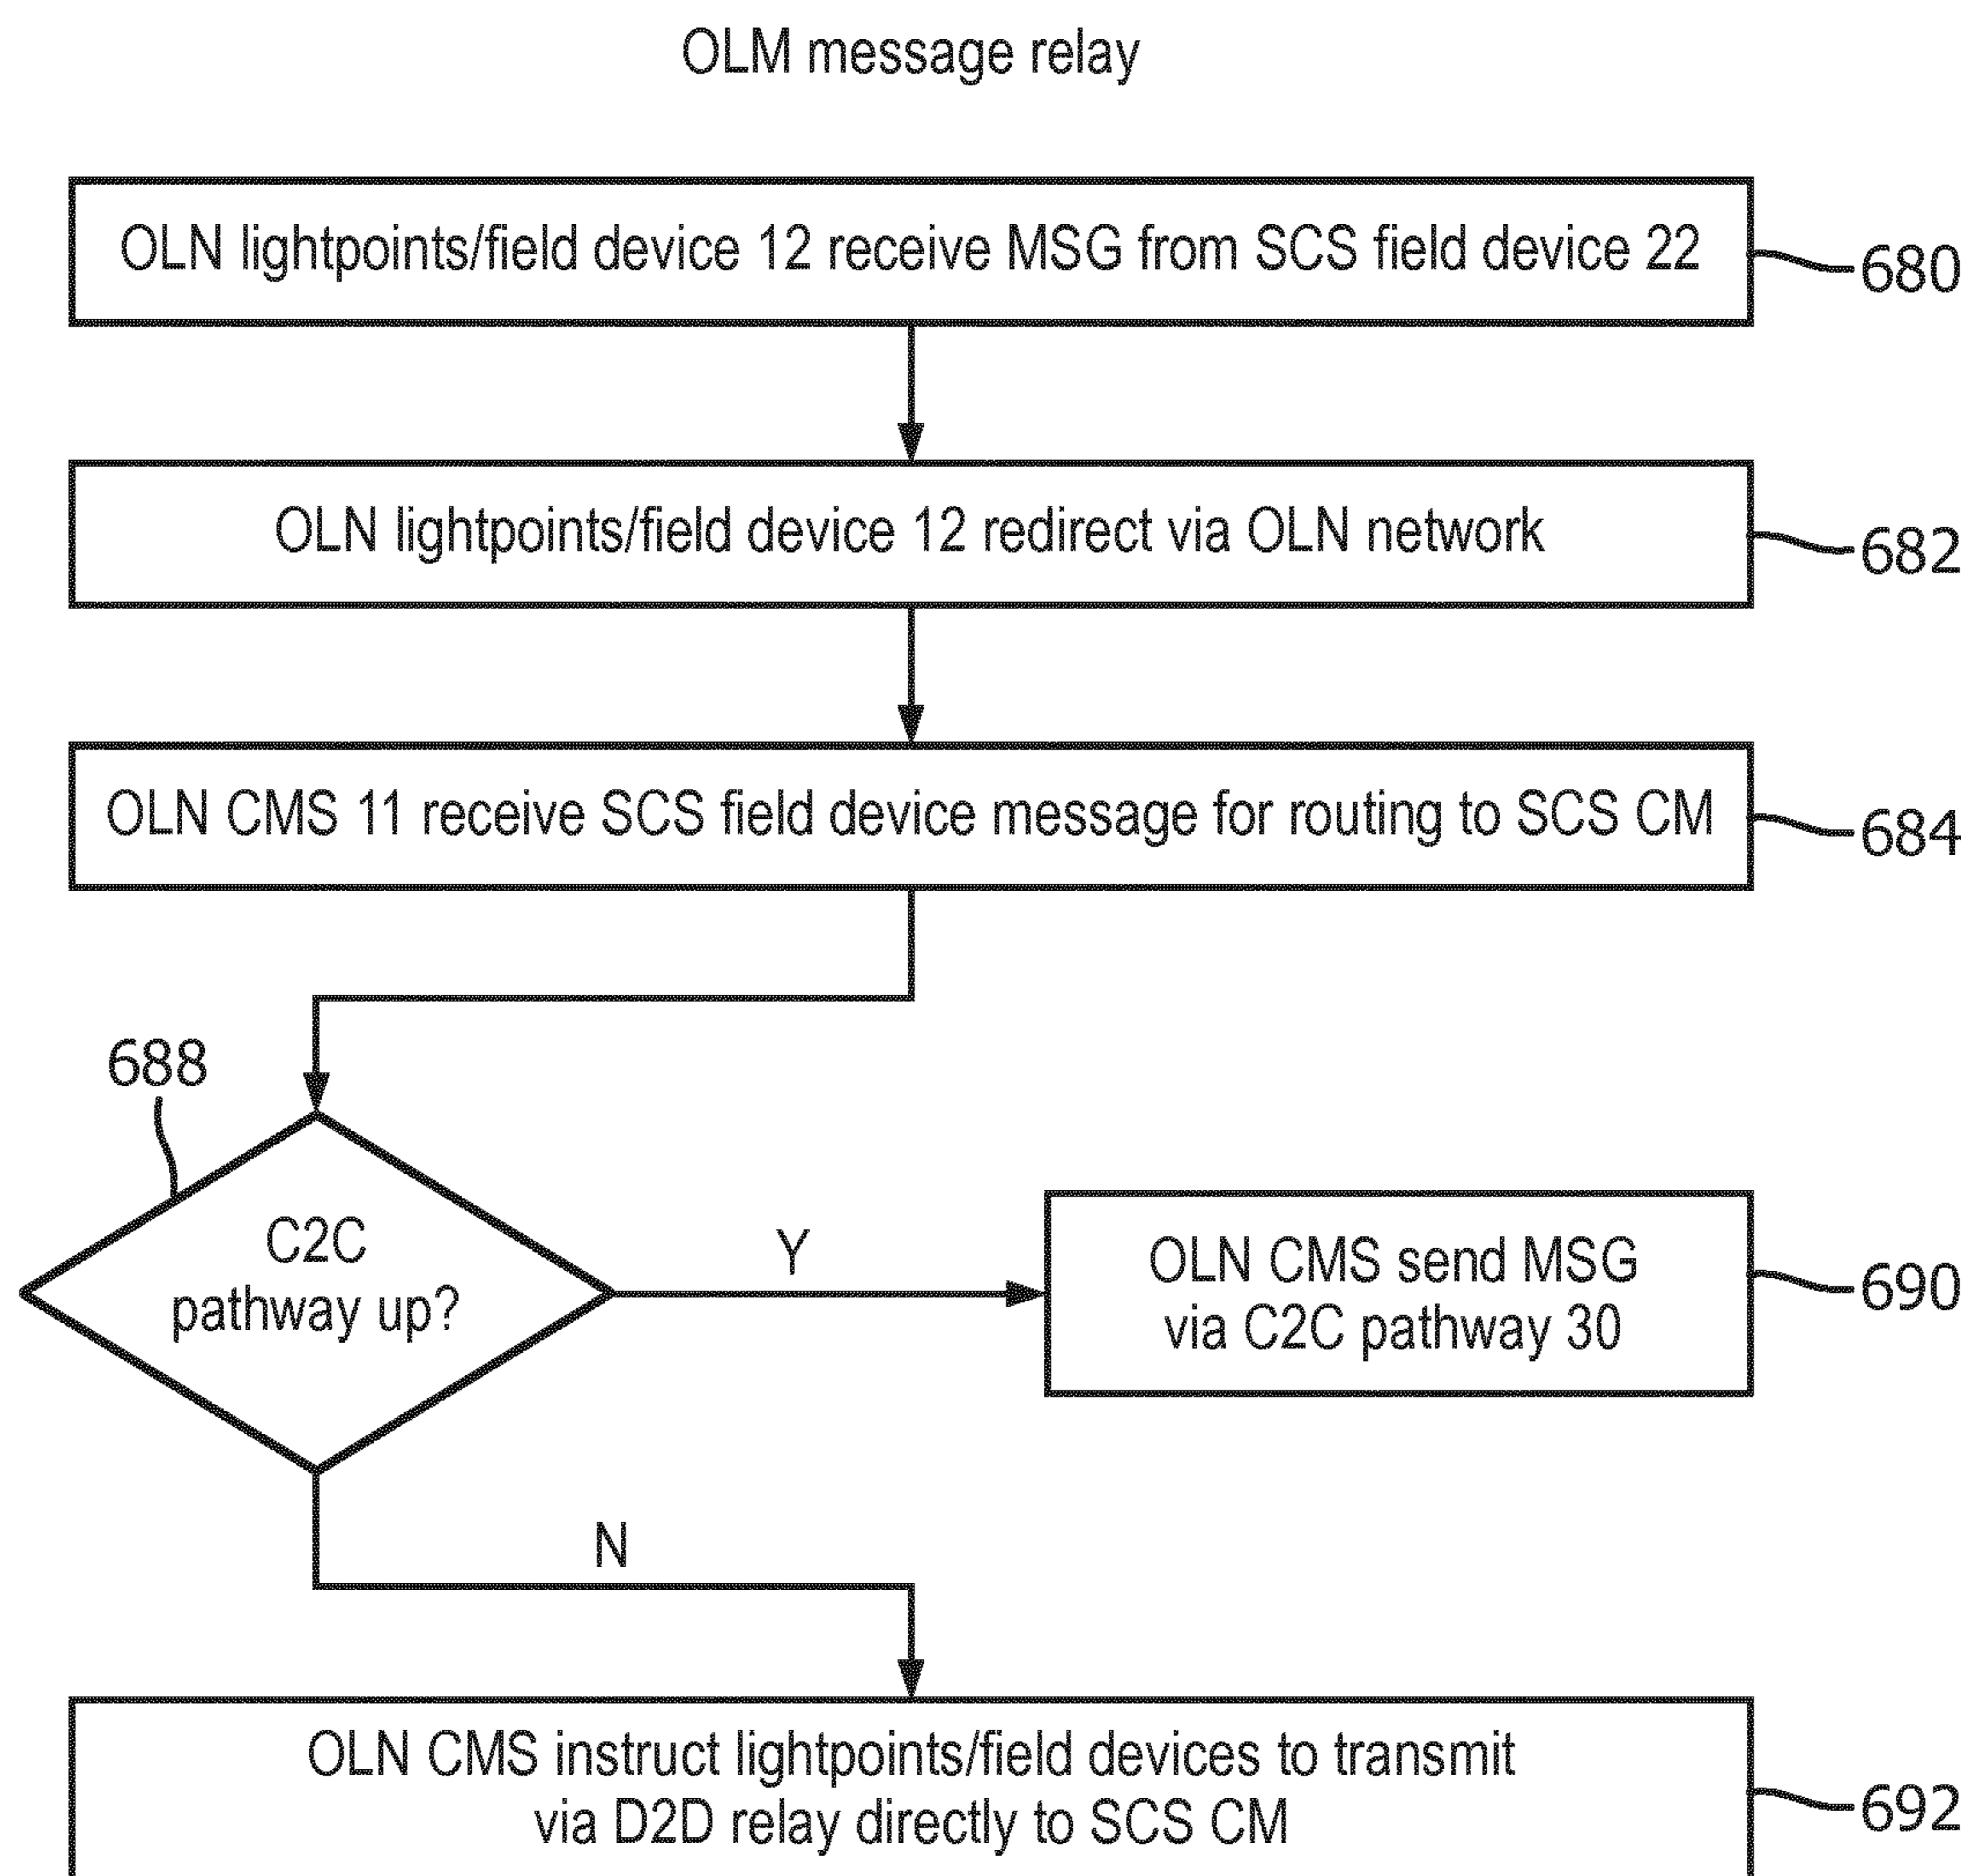 OLM message relay
OLN lightpoints/field device 12 receive MSG from SCS field device 22
680
OLN lightpoints/field device 12 redirect via OLN network
682
OLN CMS 11 receive SCS field device message for routing to SCS CM
684
688
C2C
pathway up?
Y
OLN CMS send MSG
via C2C pathway 30
690
N
OLN CMS instruct lightpoints/field devices to transmit
via D2D relay directly to SCS CM
692